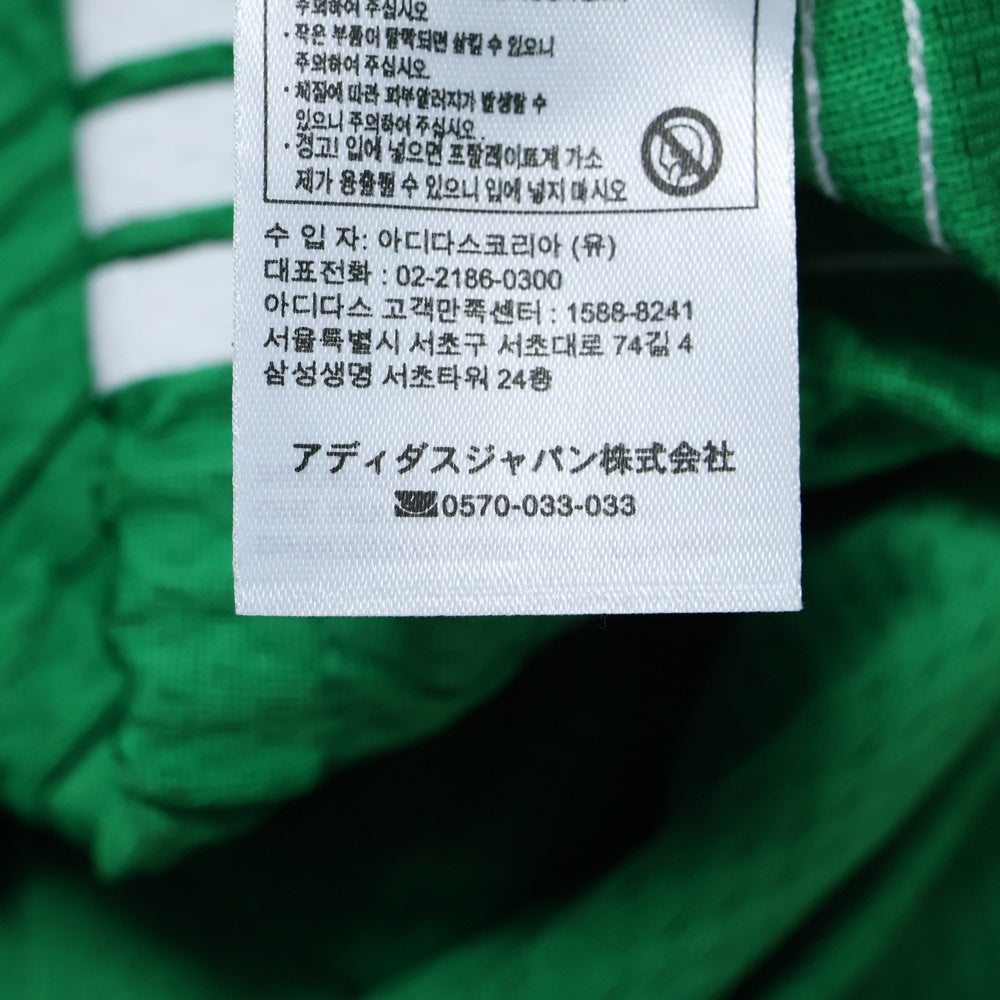 주의하여 주십시오
· 작은 부품이 탈락되면 삼킬 수 있으니
주의하여 주십시오.
· 체질에 따라 피부알러지가 발생할 수
있으니 주의하여 주십시오.
· 경고! 입에 넣으면 프탈레이트계 가소
제가 용출될 수 있으니 입에 넣지 마시오
수 입 자: 아디다스코리아 (유)
대표전화 : 02-2186-0300
아디다스 고객만족센터 : 1588-8241
서울특별시 서초구 서초대로 74길 4
삼성생명 서초타워 24층
アディダスジャパン株式会社
0570-033-033